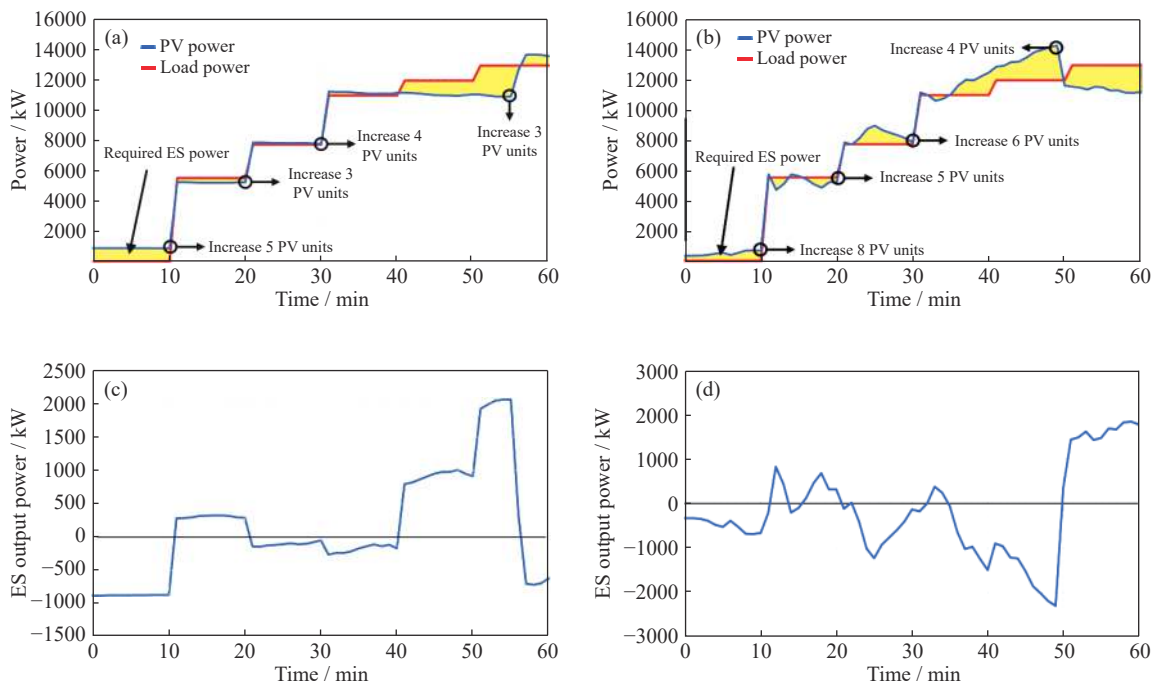 (a)
PV power
Load power
16000
14000
12000
10000
8000
6000
4000
2000
Power / kW
Required ES power
Increase 5 PV units
Increase 3
PV units
Increase 4
PV units
Increase 3
PV units
0
10
20
30
40
50
60
Time / min
(b)
PV power
Load power
16000
14000
12000
10000
8000
6000
4000
2000
Power / kW
Required ES power
Increase 8 PV units
Increase 5 PV units
Increase 6 PV units
Increase 4 PV units
0
10
20
30
40
50
60
Time / min
(c)
2500
2000
1500
1000
500
0
−500
−1000
−1500
ES output power / kW
0
10
20
30
40
50
60
Time / min
(d)
3000
2000
1000
0
−1000
−2000
−3000
ES output power / kW
0
10
20
30
40
50
60
Time / min